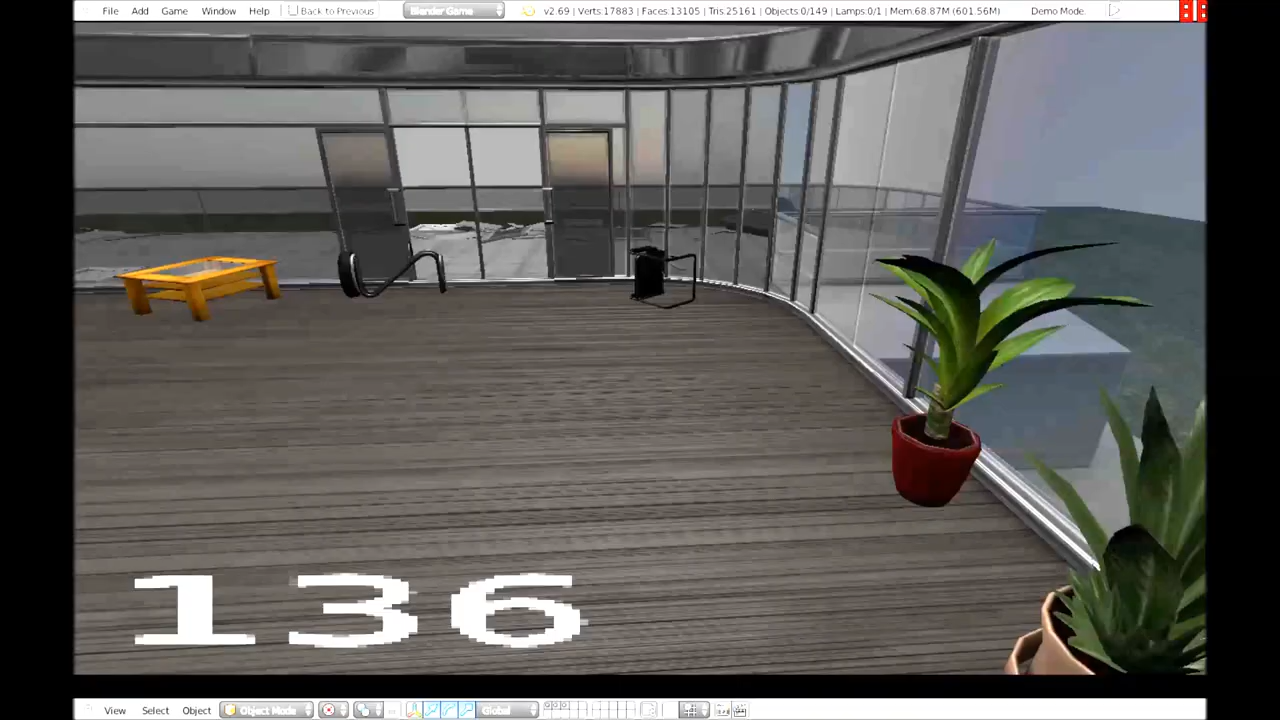 File Add Game Window Help Back to Previous Blender Game v2.69 | Verts:17883 | Faces:13105 | Tris:25161 | Objects:0/149 | Lamps:0/1 | Mem:68.87M (601.56M) Demo Mode.
136
View Select Object Object Mode Global